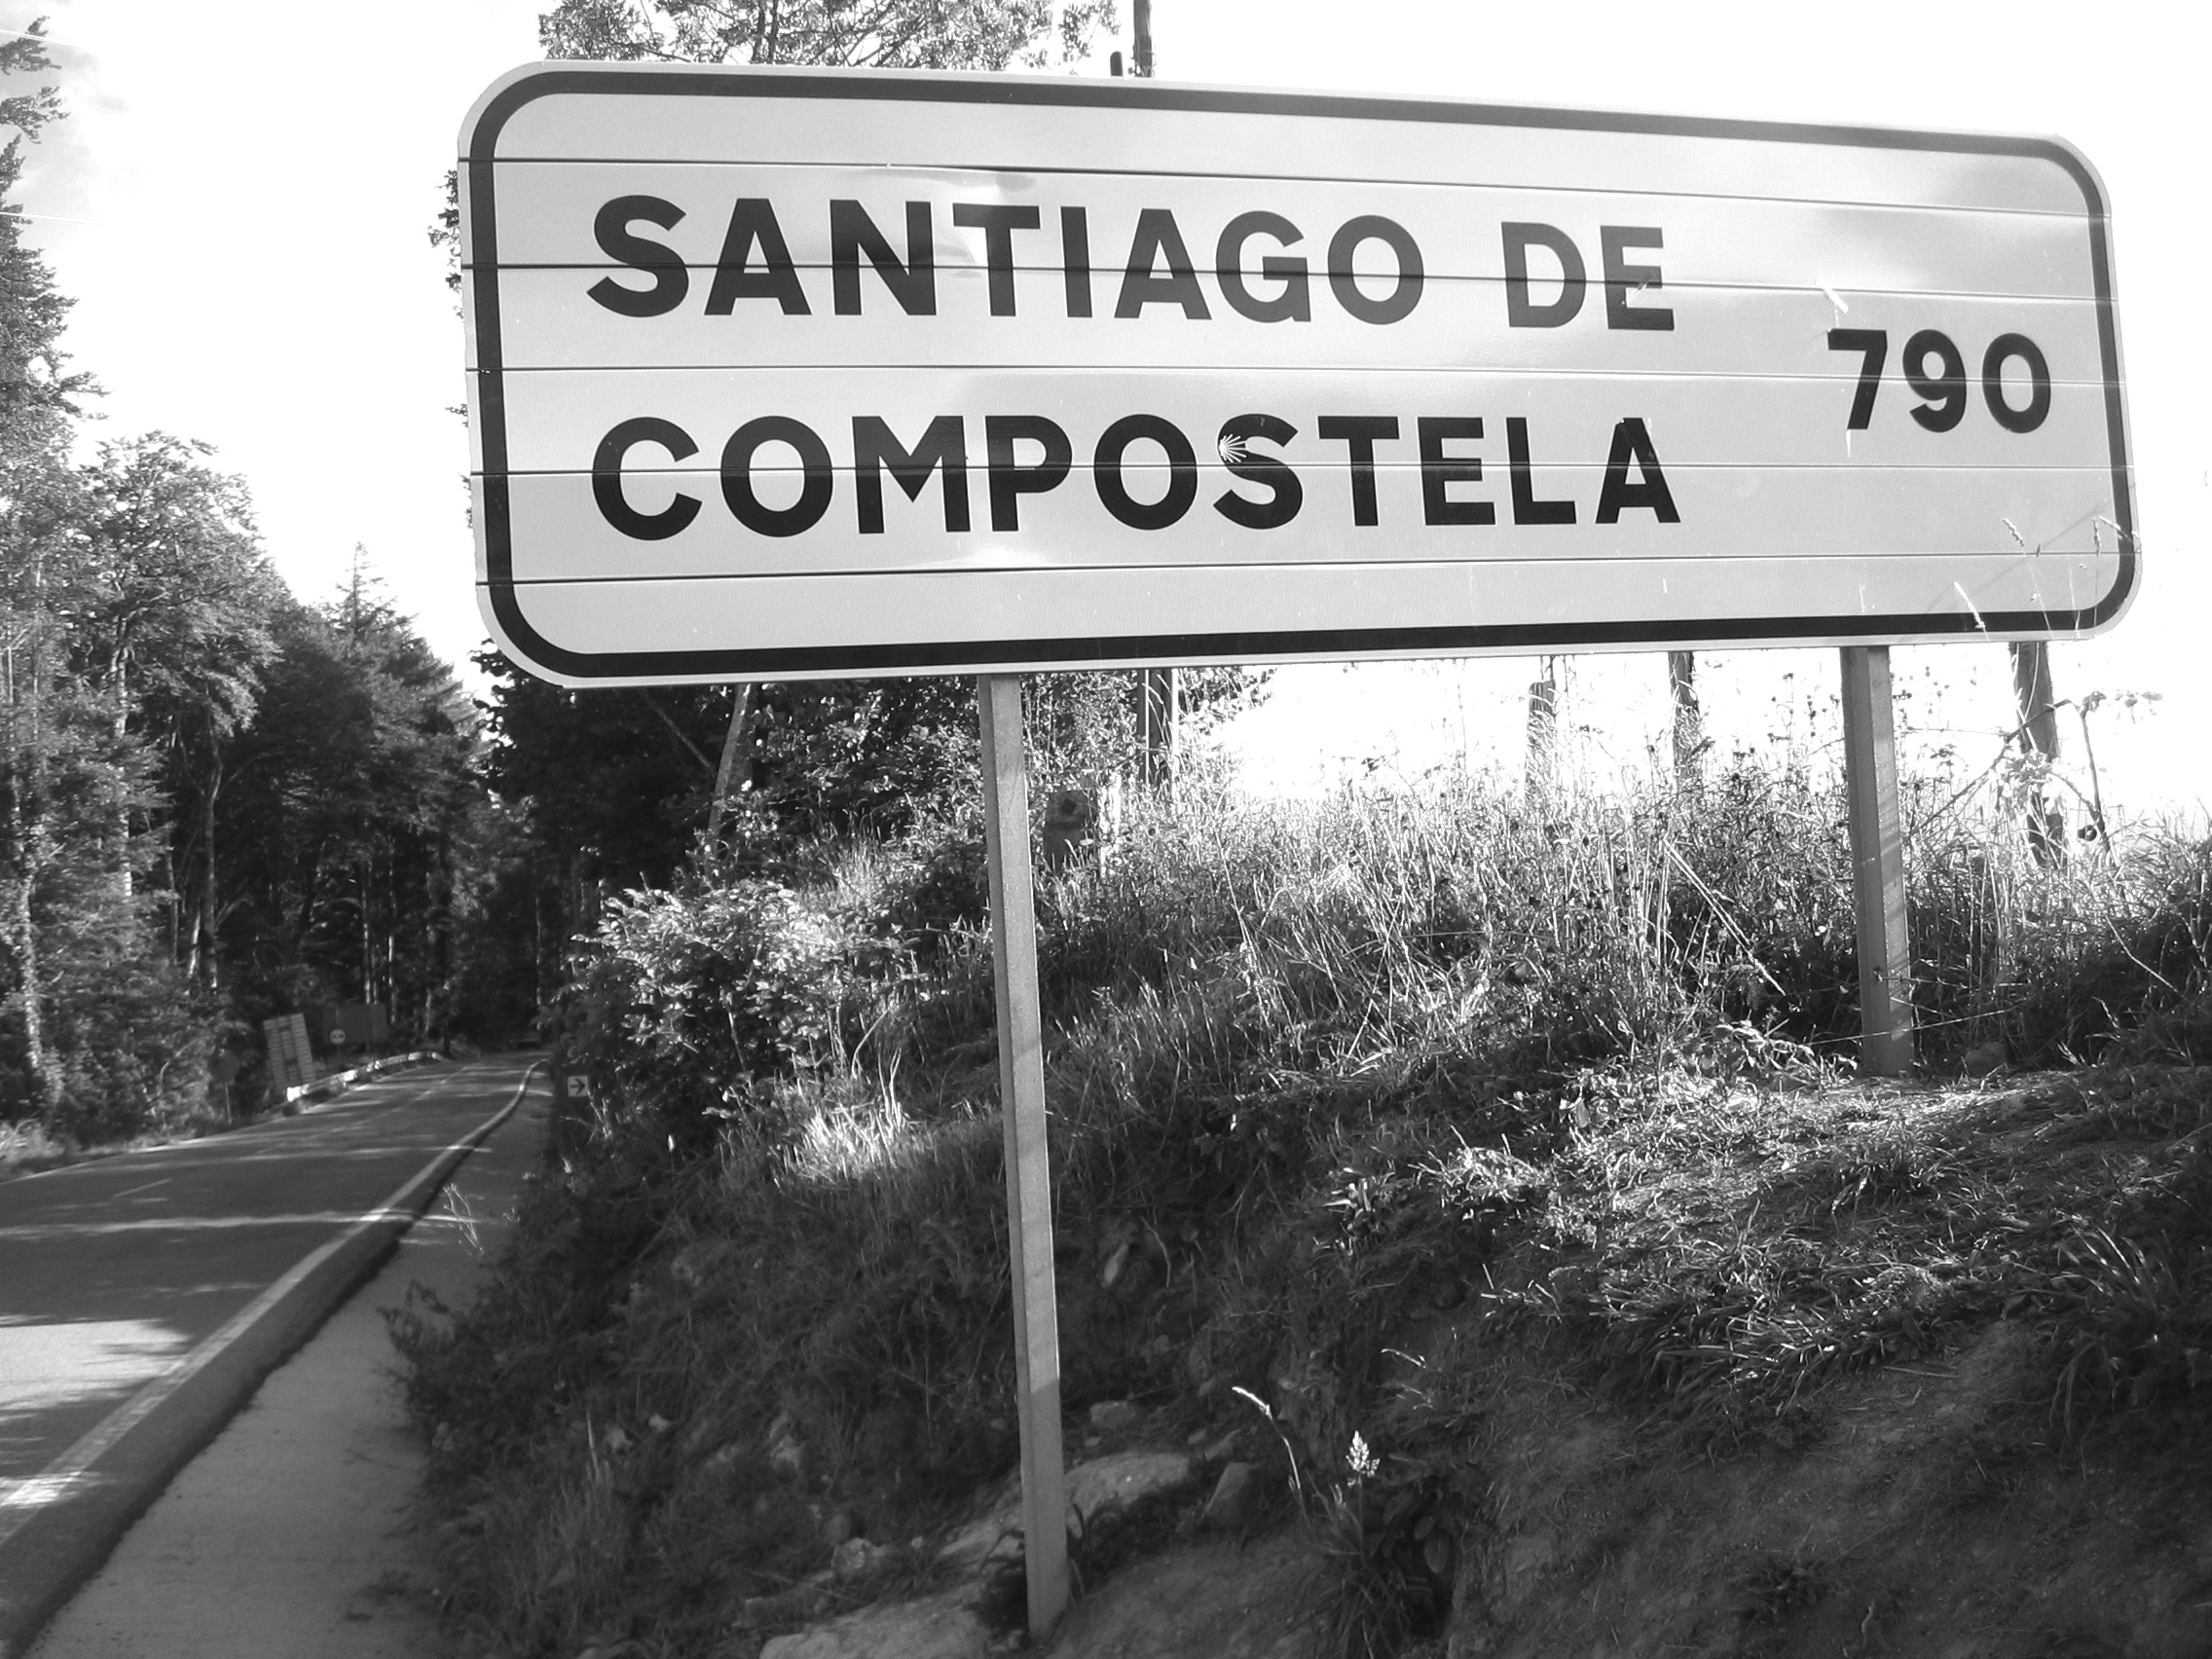 SANTIAGO DE
COMPOSTELA
790